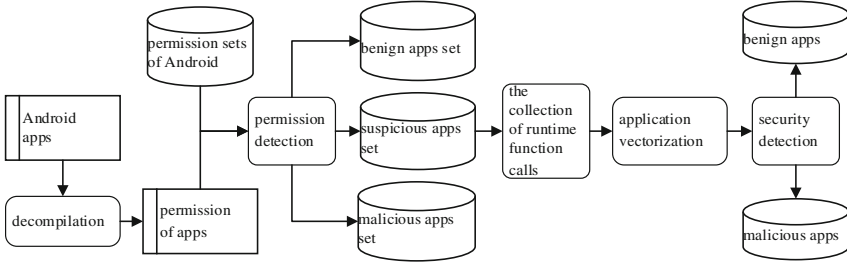 permission sets
of Android
benign apps set
benign apps
Android
apps
permission
detection
suspicious apps
set
the
collection
of runtime
function
calls
application
vectorization
security
detection
decompilation
permission
of apps
malicious apps
set
malicious apps